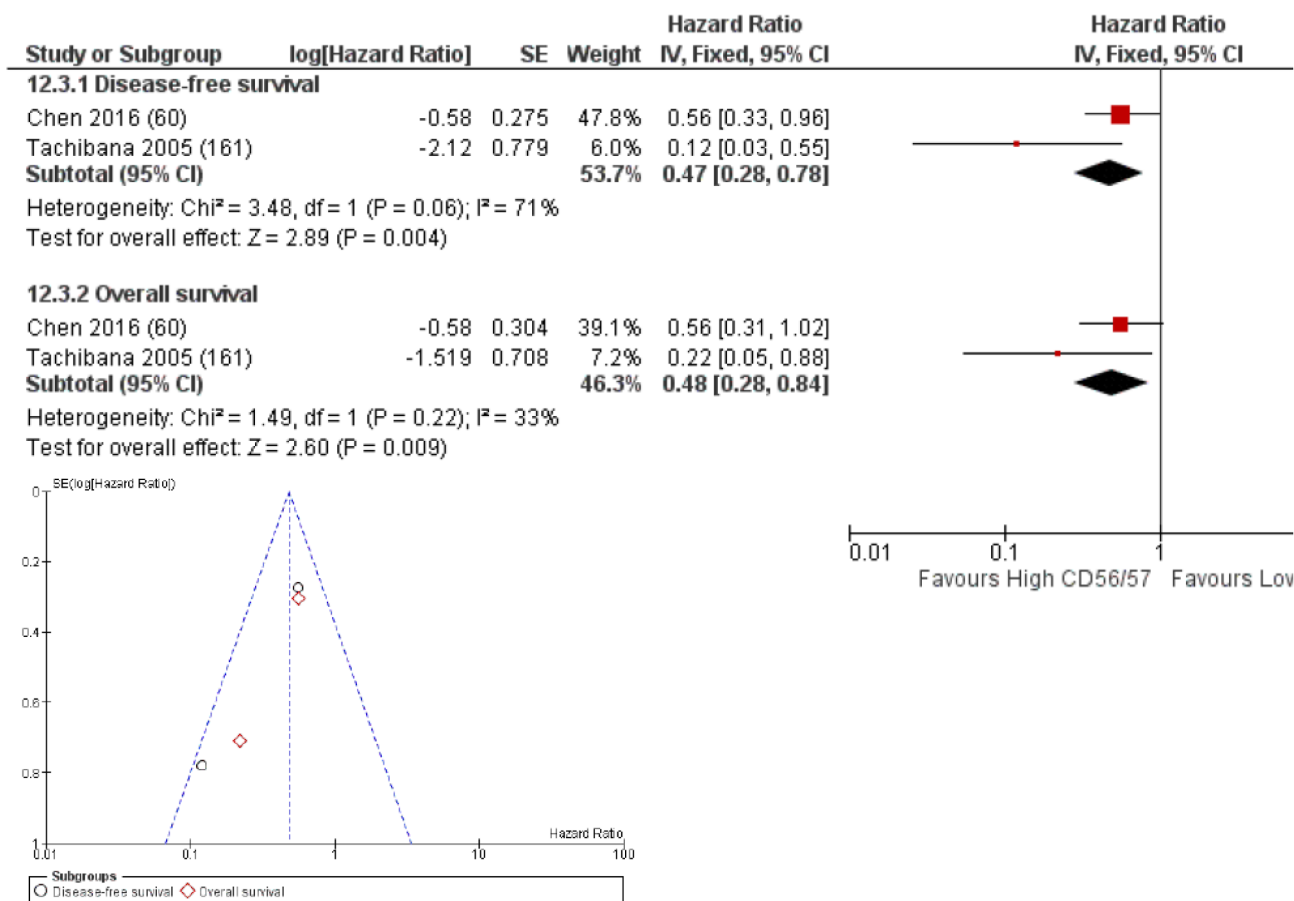 Hazard Ratio Hazard Ratio
Study or Subgroup log[Hazard Ratio] SE Weight IV, Fixed, 95% CI IV, Fixed, 95% CI
12.3.1 Disease-free survival
Chen 2016 (60) -0.58 0.275 47.8% 0.56 [0.33, 0.96]
Tachibana 2005 (161) -2.12 0.779 6.0% 0.12 [0.03, 0.55]
Subtotal (95% CI) 53.7% 0.47 [0.28, 0.78]
Heterogeneity: Chi² = 3.48, df = 1 (P = 0.06); I² = 71%
Test for overall effect: Z = 2.89 (P = 0.004)
12.3.2 Overall survival
Chen 2016 (60) -0.58 0.304 39.1% 0.56 [0.31, 1.02]
Tachibana 2005 (161) -1.519 0.708 7.2% 0.22 [0.05, 0.88]
Subtotal (95% CI) 46.3% 0.48 [0.28, 0.84]
Heterogeneity: Chi² = 1.49, df = 1 (P = 0.22); I² = 33%
Test for overall effect: Z = 2.60 (P = 0.009)
0.01 0.1 1
Favours High CD56/57 Favours Low
SE(log[Hazard Ratio])
0
0.2
0.4
0.6
0.8
1
Hazard Ratio
0.01 0.1 1 10 100
Subgroups
Disease-free survival Overall survival